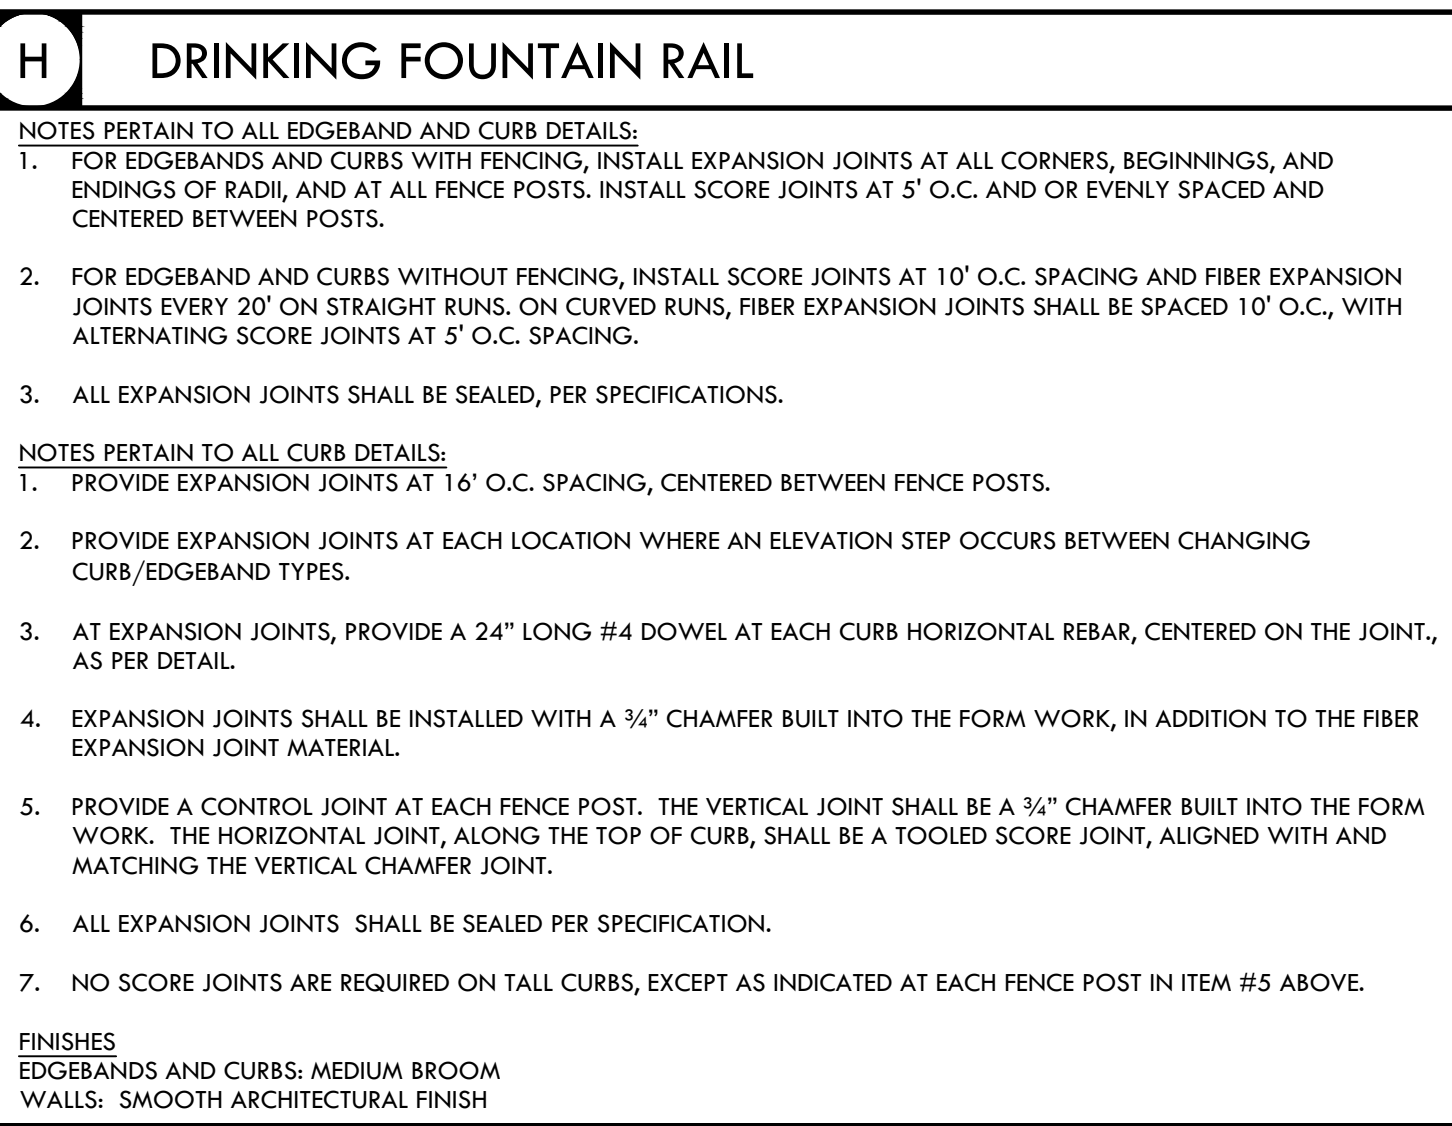 H
DRINKING FOUNTAIN RAIL
NOTES PERTAIN TO ALL EDGEBAND AND CURB DETAILS:
1. FOR EDGEBANDS AND CURBS WITH FENCING, INSTALL EXPANSION JOINTS AT ALL CORNERS, BEGINNINGS, AND
ENDINGS OF RADII, AND AT ALL FENCE POSTS. INSTALL SCORE JOINTS AT 5' O.C. AND OR EVENLY SPACED AND
CENTERED BETWEEN POSTS.
2. FOR EDGEBAND AND CURBS WITHOUT FENCING, INSTALL SCORE JOINTS AT 10' O.C. SPACING AND FIBER EXPANSION
JOINTS EVERY 20' ON STRAIGHT RUNS. ON CURVED RUNS, FIBER EXPANSION JOINTS SHALL BE SPACED 10' O.C., WITH
ALTERNATING SCORE JOINTS AT 5' O.C. SPACING.
3. ALL EXPANSION JOINTS SHALL BE SEALED, PER SPECIFICATIONS.
NOTES PERTAIN TO ALL CURB DETAILS:
1. PROVIDE EXPANSION JOINTS AT 16’ O.C. SPACING, CENTERED BETWEEN FENCE POSTS.
2. PROVIDE EXPANSION JOINTS AT EACH LOCATION WHERE AN ELEVATION STEP OCCURS BETWEEN CHANGING
CURB/EDGEBAND TYPES.
3. AT EXPANSION JOINTS, PROVIDE A 24” LONG #4 DOWEL AT EACH CURB HORIZONTAL REBAR, CENTERED ON THE JOINT.,
AS PER DETAIL.
4. EXPANSION JOINTS SHALL BE INSTALLED WITH A ¾” CHAMFER BUILT INTO THE FORM WORK, IN ADDITION TO THE FIBER
EXPANSION JOINT MATERIAL.
5. PROVIDE A CONTROL JOINT AT EACH FENCE POST. THE VERTICAL JOINT SHALL BE A ¾” CHAMFER BUILT INTO THE FORM
WORK. THE HORIZONTAL JOINT, ALONG THE TOP OF CURB, SHALL BE A TOOLED SCORE JOINT, ALIGNED WITH AND
MATCHING THE VERTICAL CHAMFER JOINT.
6. ALL EXPANSION JOINTS SHALL BE SEALED PER SPECIFICATION.
7. NO SCORE JOINTS ARE REQUIRED ON TALL CURBS, EXCEPT AS INDICATED AT EACH FENCE POST IN ITEM #5 ABOVE.
FINISHES
EDGEBANDS AND CURBS: MEDIUM BROOM
WALLS: SMOOTH ARCHITECTURAL FINISH